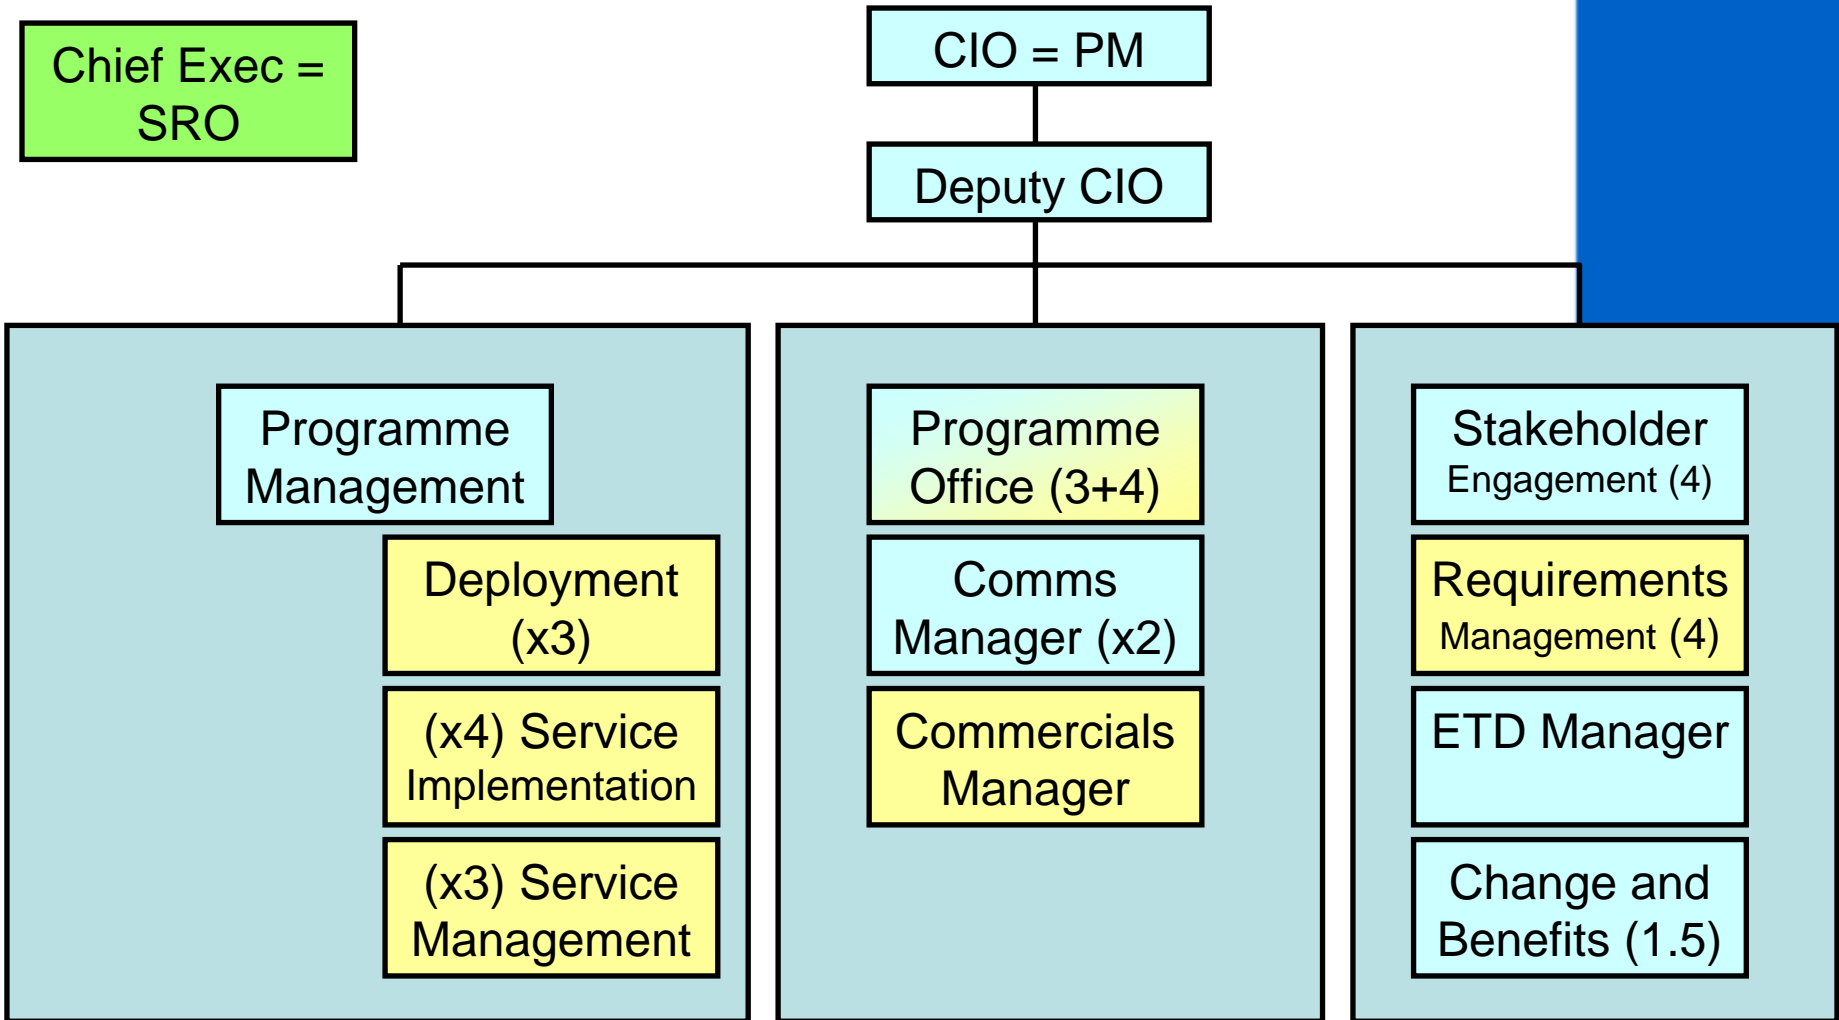 Chief Exec =
SRO
CIO = PM
Deputy CIO
Programme
Management
Deployment
(x3)
(x4) Service
Implementation
(x3) Service
Management
Programme
Office (3+4)
Comms
Manager (x2)
Commercials
Manager
Stakeholder
Engagement (4)
Requirements
Management (4)
ETD Manager
Change and
Benefits (1.5)